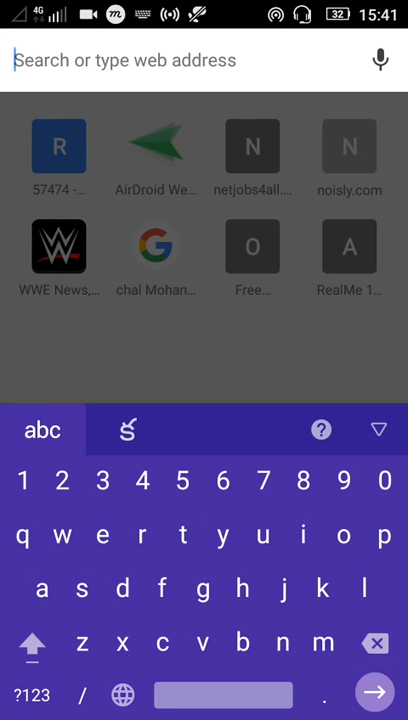 4G 32 15:41
Search or type web address
R N N
57474 -... AirDroid We... netjobs4all.... noisly.com
W G O A
WWE News,... chal Mohan... Free... RealMe 1...
abc క ?
1 2 3 4 5 6 7 8 9 0
q w e r t y u i o p
a s d f g h j k l
z x c v b n m
?123 / .